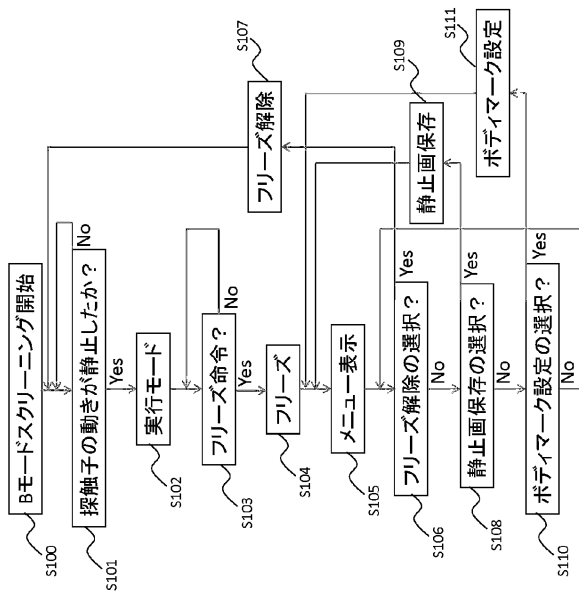 Bモードスクリーニング開始
S100
探触子の動きが静止したか？
S101
No
Yes
実行モード
S102
フリーズ命令？
S103
No
Yes
フリーズ
S104
メニュー表示
S105
フリーズ解除の選択？
S106
Yes
No
フリーズ解除
S107
静止画保存の選択？
S108
Yes
No
静止画保存
S109
ボディマーク設定の選択？
S110
Yes
No
ボディマーク設定
S111